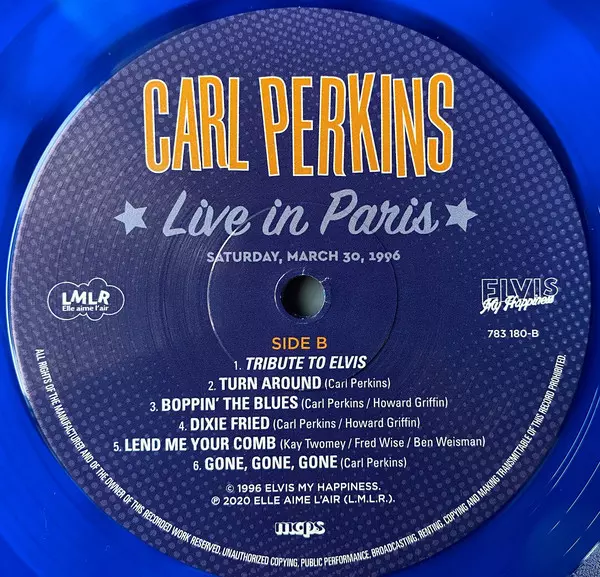 CARL PERKINS
★ Live in Paris ★
SATURDAY, MARCH 30, 1996
LMLR
Elle aime l'air
ELVIS
My Happiness
783 180-B
SIDE B
1. TRIBUTE TO ELVIS
2. TURN AROUND (Carl Perkins)
3. BOPPIN' THE BLUES (Carl Perkins / Howard Griffin)
4. DIXIE FRIED (Carl Perkins / Howard Griffin)
5. LEND ME YOUR COMB (Kay Twomey / Fred Wise / Ben Weisman)
6. GONE, GONE, GONE (Carl Perkins)
© 1996 ELVIS MY HAPPINESS.
℗ 2020 ELLE AIME L'AIR (L.M.L.R.).
mcps
ALL RIGHTS OF THE MANUFACTURER AND OF THE OWNER OF THIS RECORDED WORK RESERVED. UNAUTHORIZED COPYING, PUBLIC PERFORMANCE, BROADCASTING, RENTING, COPYING AND MAKING TRANSMITTABLE OF THIS RECORD PROHIBITED.